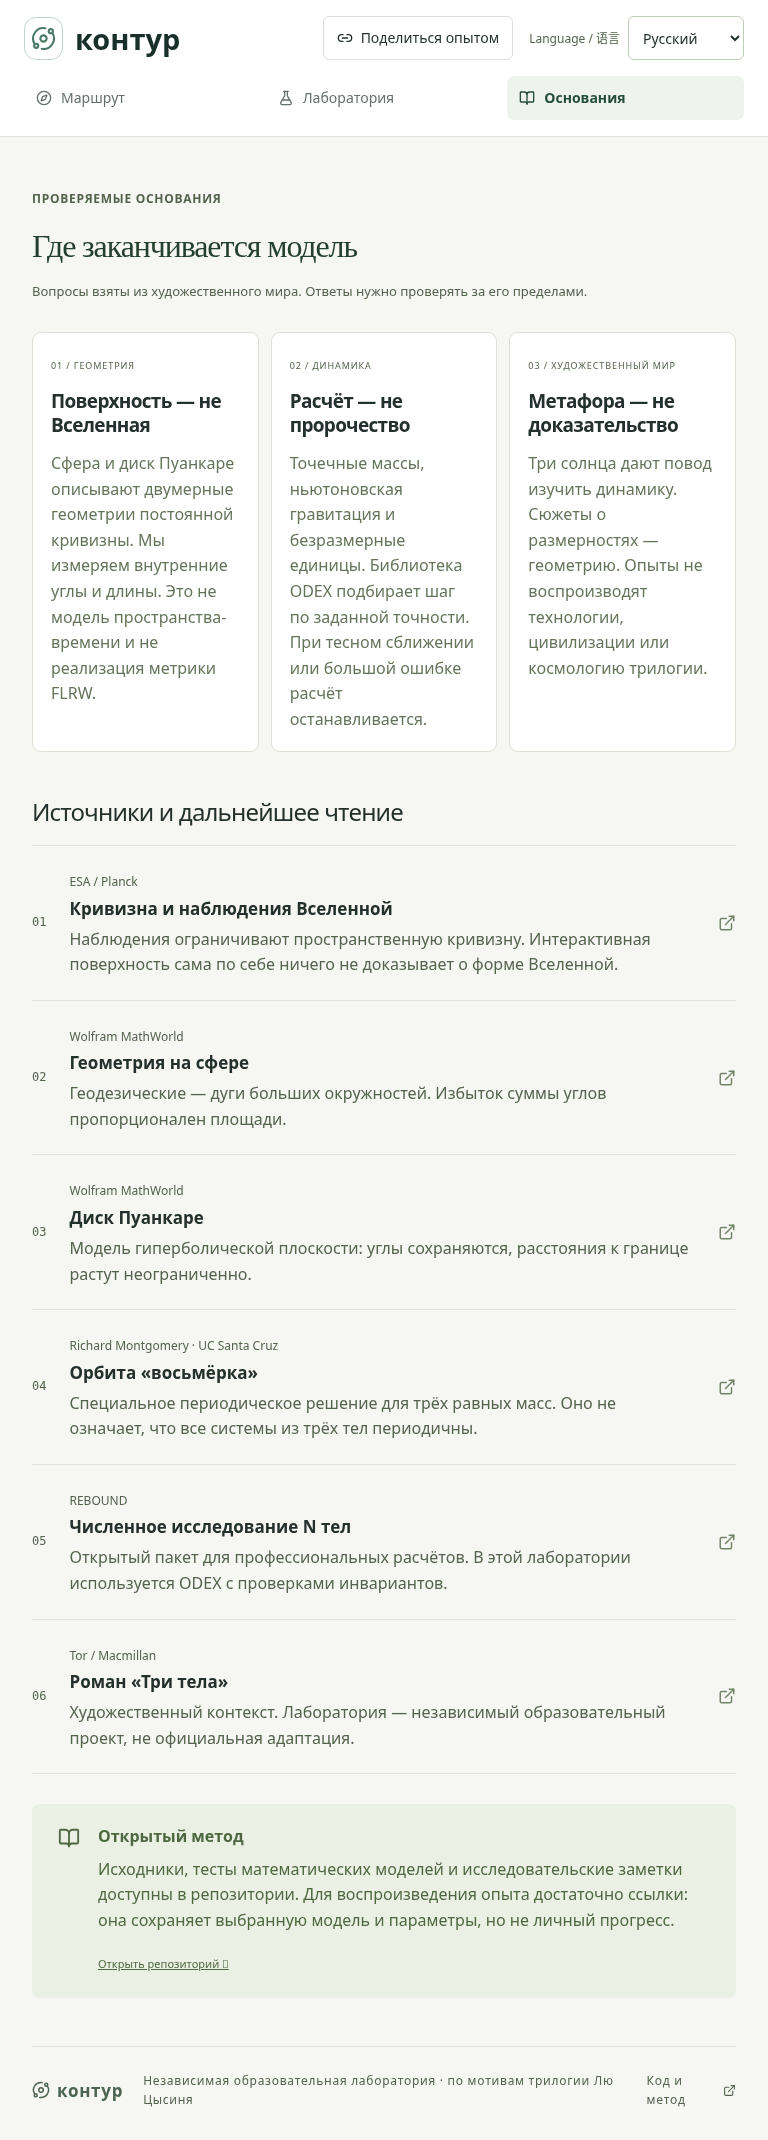 контур
Поделиться опытом
Language / 语言
Русский
Маршрут
Лаборатория
Основания
ПРОВЕРЯЕМЫЕ ОСНОВАНИЯ
Где заканчивается модель
Вопросы взяты из художественного мира. Ответы нужно проверять за его пределами.
01 / ГЕОМЕТРИЯ
Поверхность — не
Вселенная
Сфера и диск Пуанкаре
описывают двумерные
геометрии постоянной
кривизны. Мы
измеряем внутренние
углы и длины. Это не
модель пространства-
времени и не
реализация метрики
FLRW.
02 / ДИНАМИКА
Расчёт — не
пророчество
Точечные массы,
ньютоновская
гравитация и
безразмерные
единицы. Библиотека
ODEX подбирает шаг
по заданной точности.
При тесном сближении
или большой ошибке
расчёт
останавливается.
03 / ХУДОЖЕСТВЕННЫЙ МИР
Метафора — не
доказательство
Три солнца дают повод
изучить динамику.
Сюжеты о
размерностях —
геометрию. Опыты не
воспроизводят
технологии,
цивилизации или
космологию трилогии.
Источники и дальнейшее чтение
01
ESA / Planck
Кривизна и наблюдения Вселенной
Наблюдения ограничивают пространственную кривизну. Интерактивная
поверхность сама по себе ничего не доказывает о форме Вселенной.
02
Wolfram MathWorld
Геометрия на сфере
Геодезические — дуги больших окружностей. Избыток суммы углов
пропорционален площади.
03
Wolfram MathWorld
Диск Пуанкаре
Модель гиперболической плоскости: углы сохраняются, расстояния к границе
растут неограниченно.
04
Richard Montgomery · UC Santa Cruz
Орбита «восьмёрка»
Специальное периодическое решение для трёх равных масс. Оно не
означает, что все системы из трёх тел периодичны.
05
REBOUND
Численное исследование N тел
Открытый пакет для профессиональных расчётов. В этой лаборатории
используется ODEX с проверками инвариантов.
06
Tor / Macmillan
Роман «Три тела»
Художественный контекст. Лаборатория — независимый образовательный
проект, не официальная адаптация.
Открытый метод
Исходники, тесты математических моделей и исследовательские заметки
доступны в репозитории. Для воспроизведения опыта достаточно ссылки:
она сохраняет выбранную модель и параметры, но не личный прогресс.
Открыть репозиторий
контур
Независимая образовательная лаборатория · по мотивам трилогии Лю
Цысиня
Код и
метод